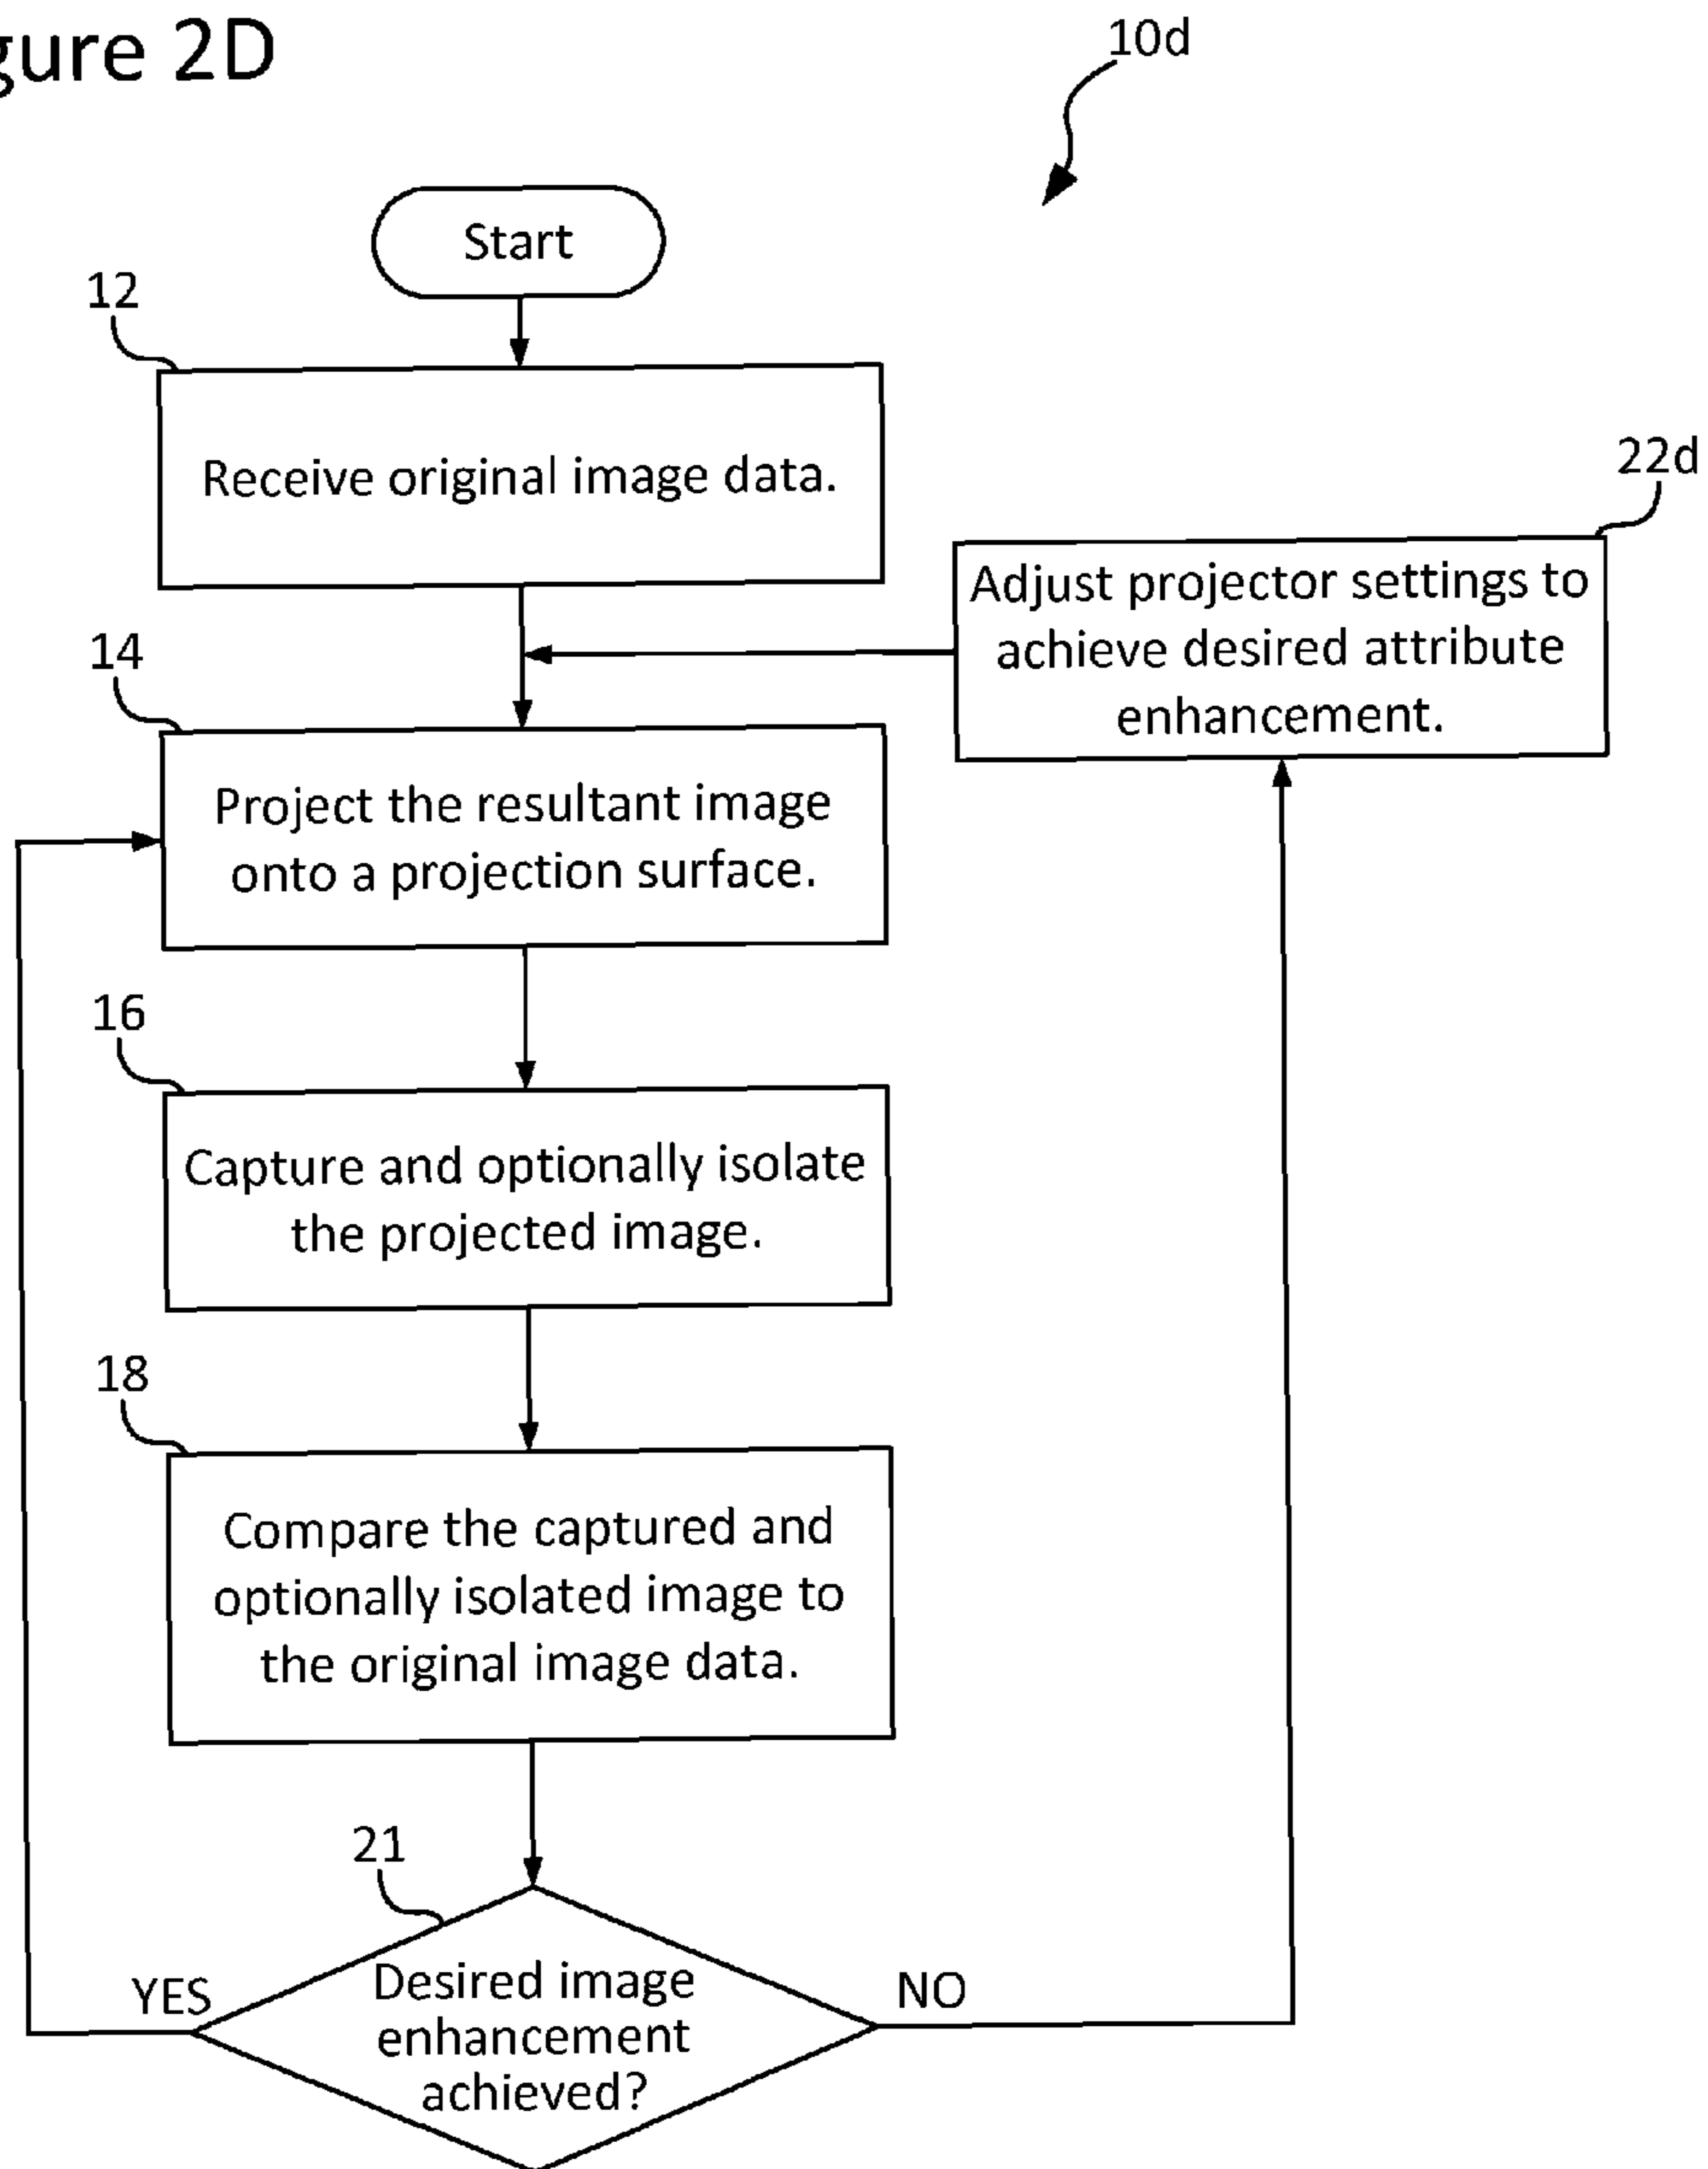 gure 2D
10d
Start
12
Receive original image data.
22d
Adjust projector settings to
achieve desired attribute
enhancement.
14
Project the resultant image
onto a projection surface.
16
Capture and optionally isolate
the projected image.
18
Compare the captured and
optionally isolated image to
the original image data.
21
YES
Desired image
enhancement
achieved?
NO